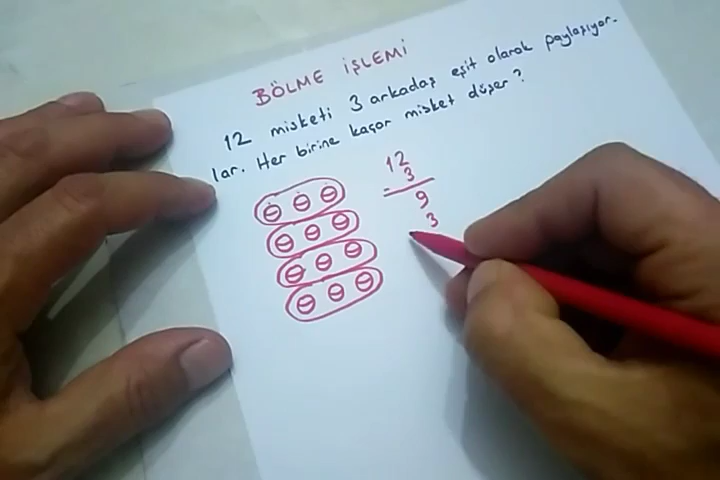 BÖLME İŞLEMİ
12 misketi 3 arkadaş eşit olarak paylaşıyor-
lar. Her birine kaçar misket düşer?
12
- 3
9
3